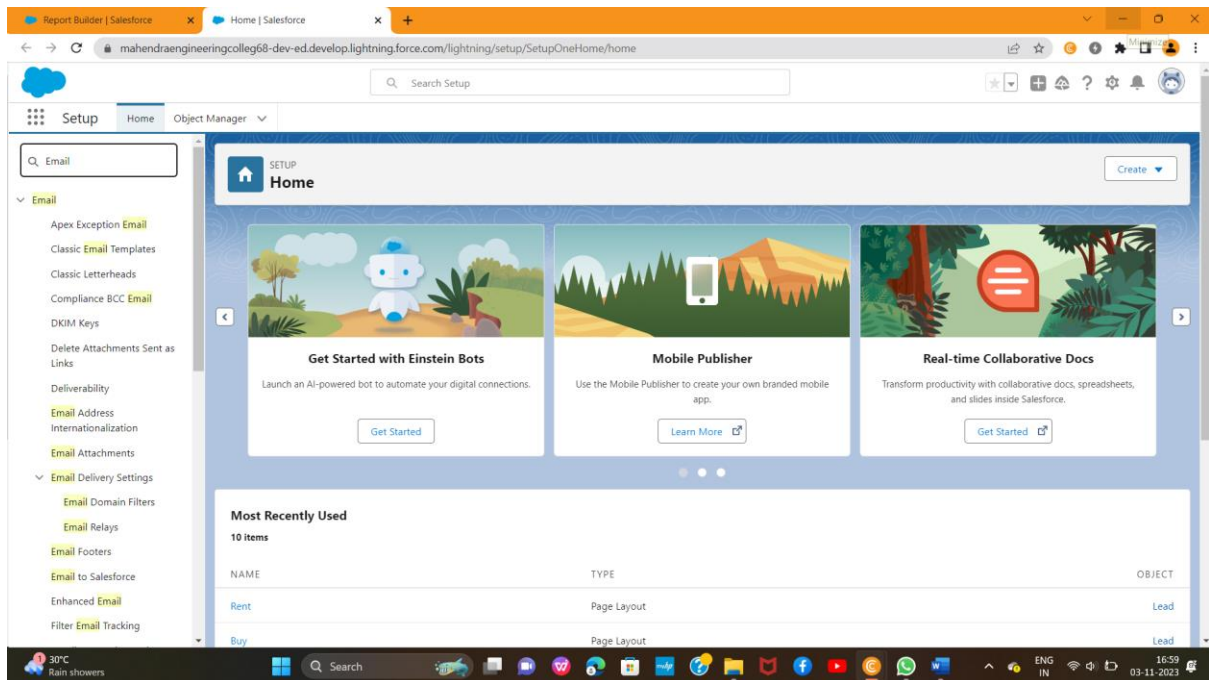 Report Builder | Salesforce
Home | Salesforce
mahendraengineeringcolleg68-dev-ed.develop.lightning.force.com/lightning/setup/SetupOneHome/home
Search Setup
Setup
Home
Object Manager
Email
SETUP
Home
Create
Email
Apex Exception Email
Classic Email Templates
Classic Letterheads
Compliance BCC Email
DKIM Keys
Delete Attachments Sent as
Links
Deliverability
Email Address
Internationalization
Email Attachments
Email Delivery Settings
Email Domain Filters
Email Relays
Email Footers
Email to Salesforce
Enhanced Email
Filter Email Tracking
Get Started with Einstein Bots
Launch an AI-powered bot to automate your digital connections.
Get Started
Mobile Publisher
Use the Mobile Publisher to create your own branded mobile
app.
Learn More
Real-time Collaborative Docs
Transform productivity with collaborative docs, spreadsheets,
and slides inside Salesforce.
Get Started
Most Recently Used
10 items
NAME TYPE OBJECT
Rent Page Layout Lead
Buy Page Layout Lead
30°C
Rain showers
Search
ENG
IN
16:59
03-11-2023